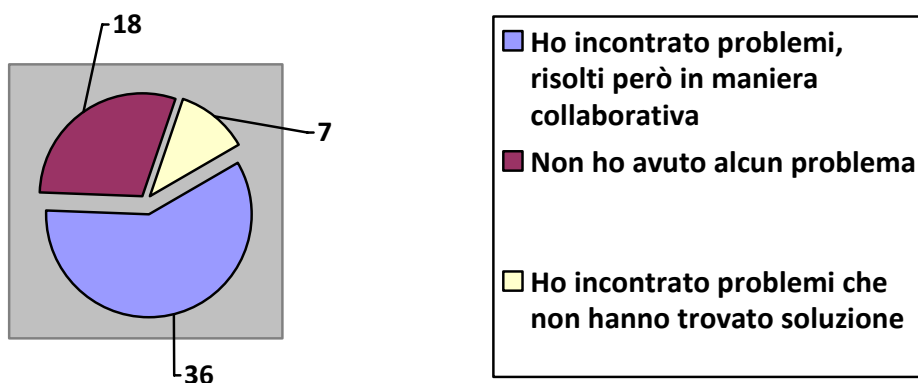 18
7
36
Ho incontrato problemi,
risolti però in maniera
collaborativa
Non ho avuto alcun problema
Ho incontrato problemi che
non hanno trovato soluzione